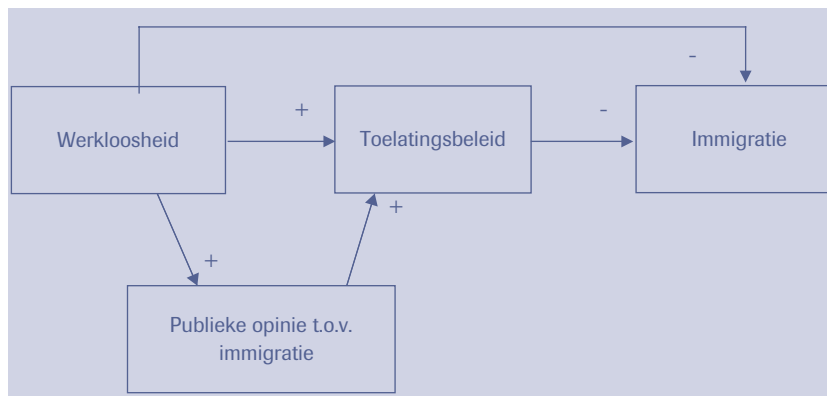 -
+
-
Werkloosheid
Toelatingsbeleid
Immigratie
+
+
Publieke opinie t.o.v.
immigratie